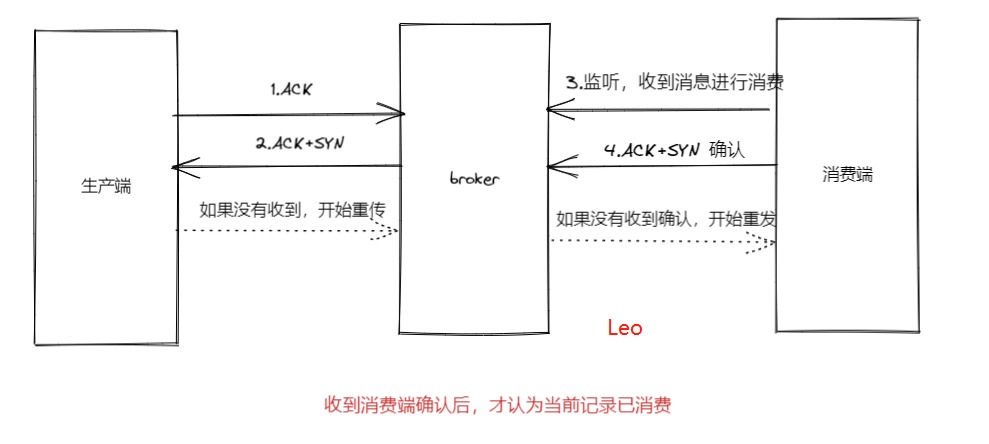 3.监听，收到消息进行消费
1.ACK
2.ACK+SYN
4.ACK+SYN 确认
生产端
broker
消费端
如果没有收到，开始重传
如果没有收到确认，开始重发
Leo
收到消费端确认后，才认为当前记录已消费